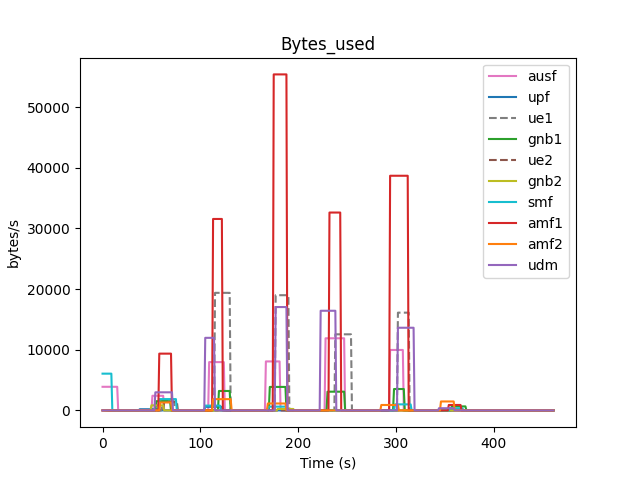 Bytes_used
50000
40000
30000
20000
10000
0
bytes/s
0
100
200
300
400
Time (s)
ausf
upf
ue1
gnb1
ue2
gnb2
smf
amf1
amf2
udm